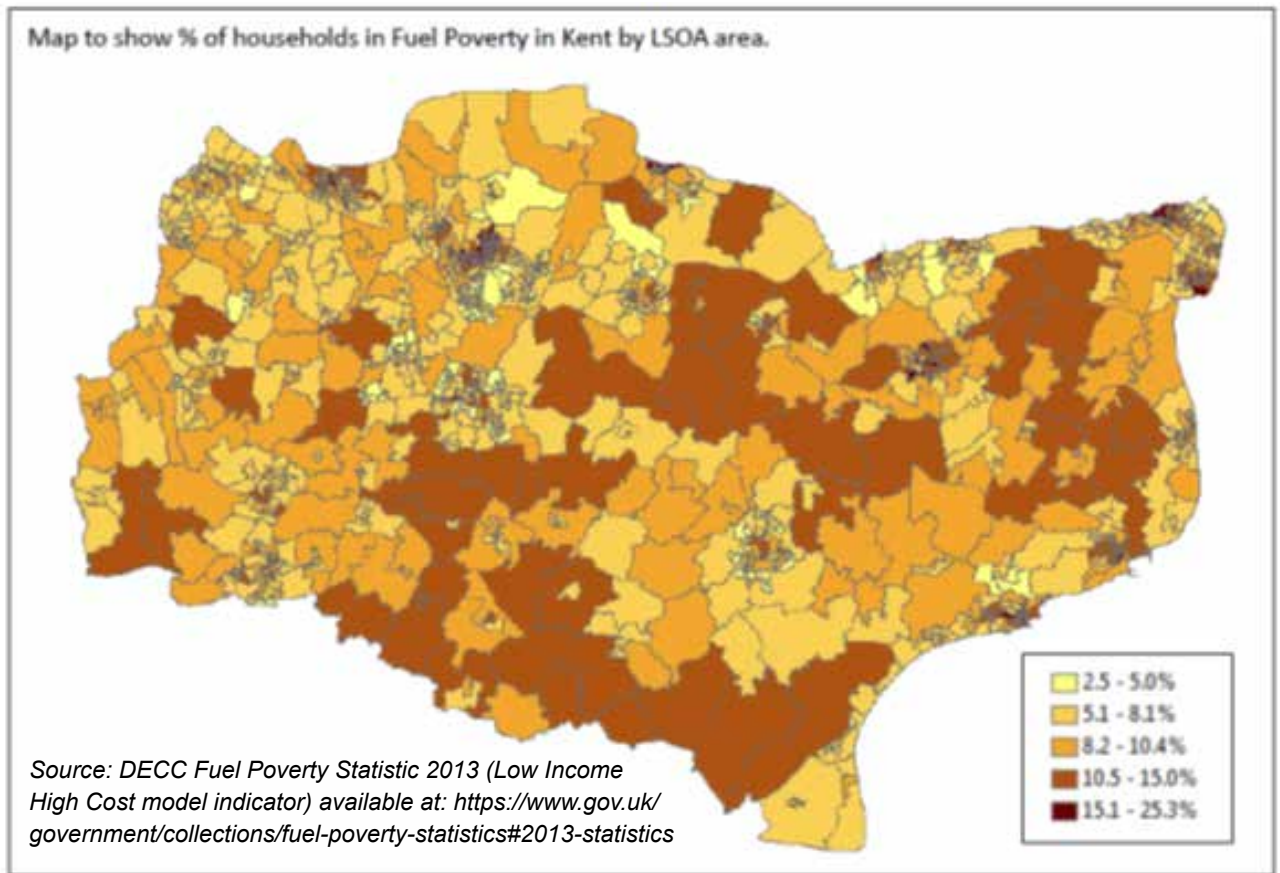 Map to show % of households in Fuel Poverty in Kent by LSOA area.
2.5 - 5.0%
5.1 - 8.1%
8.2 - 10.4%
10.5 - 15.0%
15.1 - 25.3%
Source: DECC Fuel Poverty Statistic 2013 (Low Income
High Cost model indicator) available at: https://www.gov.uk/
government/collections/fuel-poverty-statistics#2013-statistics